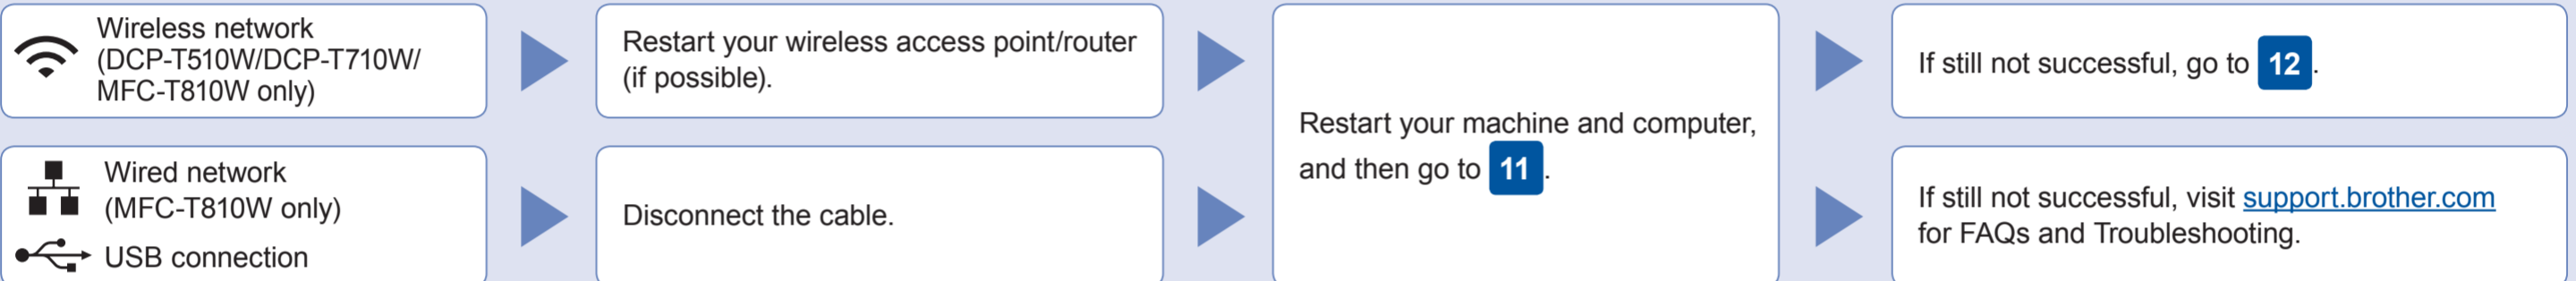 Wireless network
(DCP-T510W/DCP-T710W/
MFC-T810W only)
Restart your wireless access point/router
(if possible).
Restart your machine and computer,
and then go to 11.
If still not successful, go to 12.
Wired network
(MFC-T810W only)
USB connection
Disconnect the cable.
If still not successful, visit support.brother.com
for FAQs and Troubleshooting.